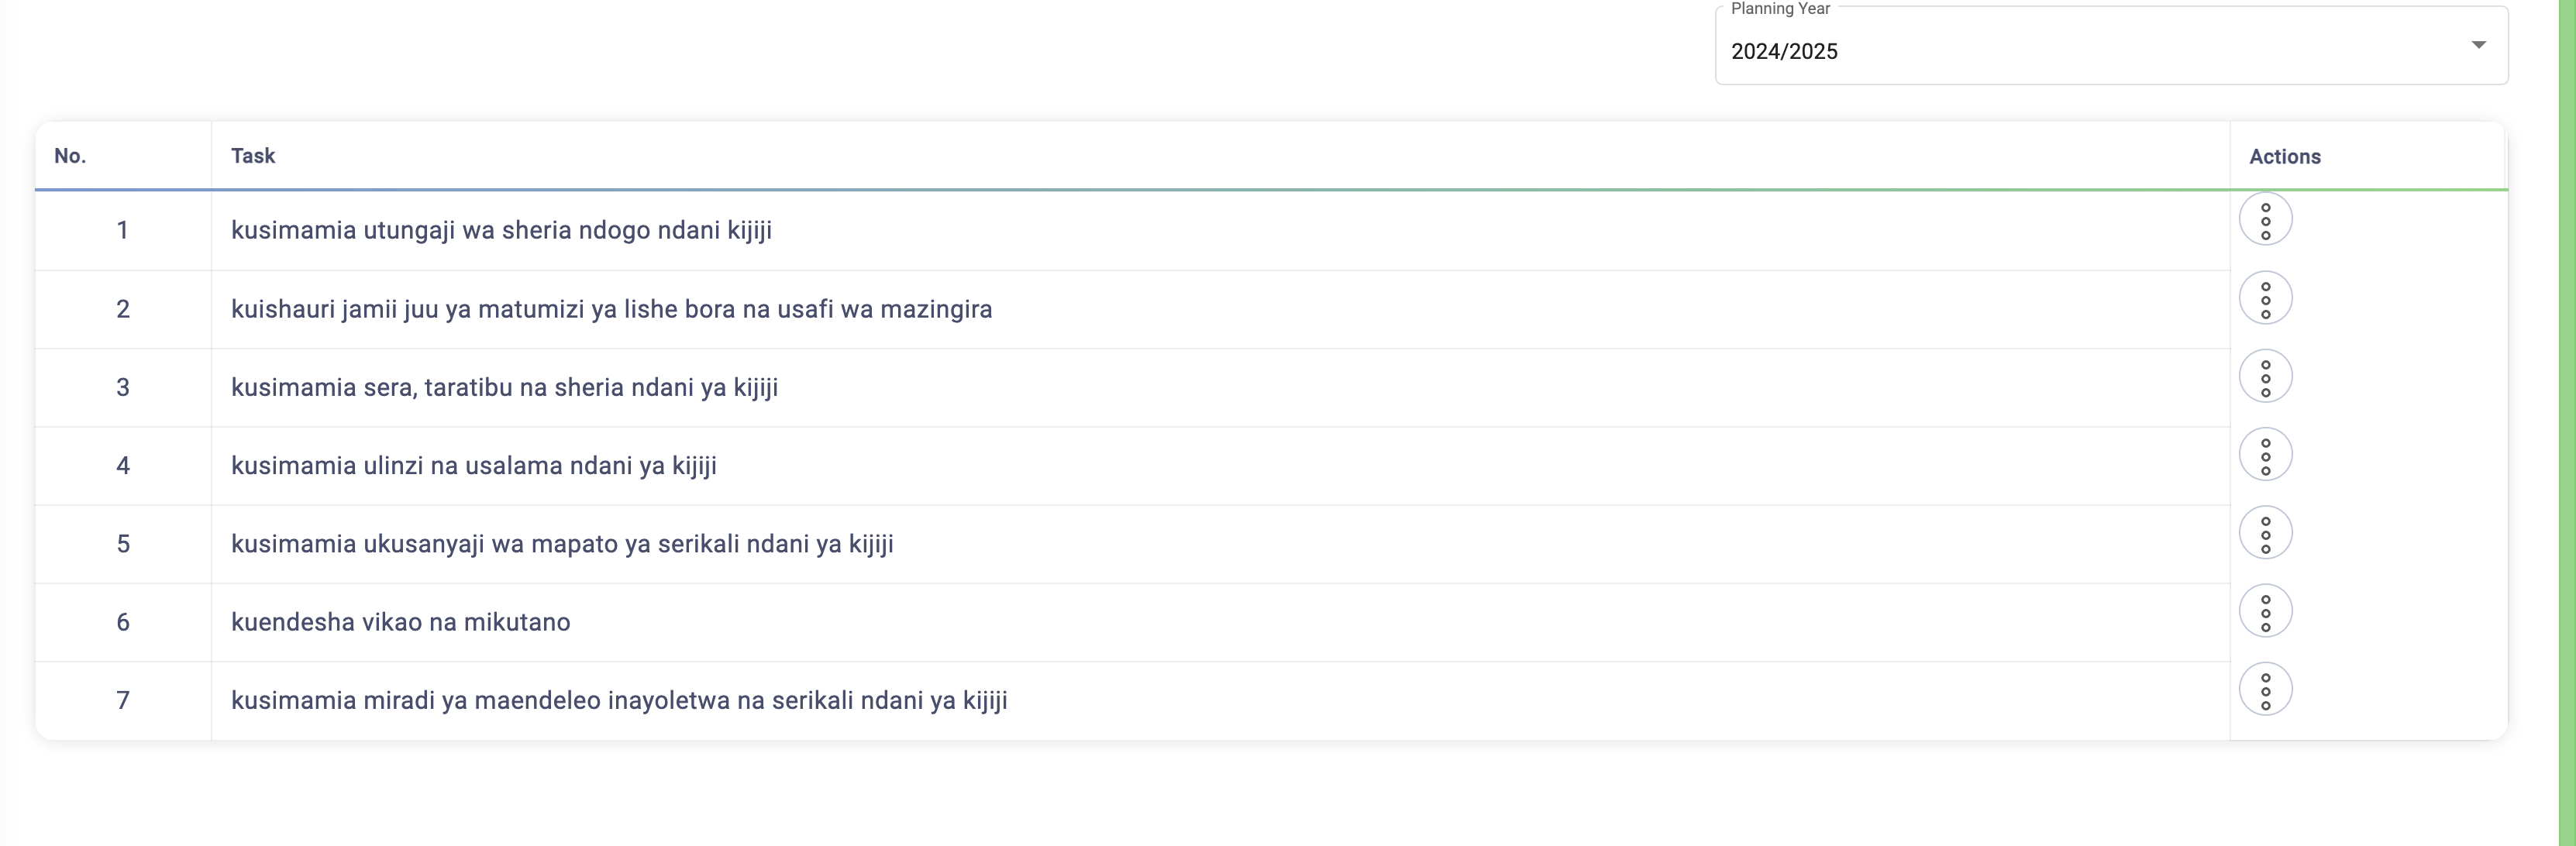 Planning Year
2024/2025
No. Task Actions
1 kusimamia utungaji wa sheria ndogo ndani kijiji
2 kuishauri jamii juu ya matumizi ya lishe bora na usafi wa mazingira
3 kusimamia sera, taratibu na sheria ndani ya kijiji
4 kusimamia ulinzi na usalama ndani ya kijiji
5 kusimamia ukusanyaji wa mapato ya serikali ndani ya kijiji
6 kuendesha vikao na mikutano
7 kusimamia miradi ya maendeleo inayoletwa na serikali ndani ya kijiji